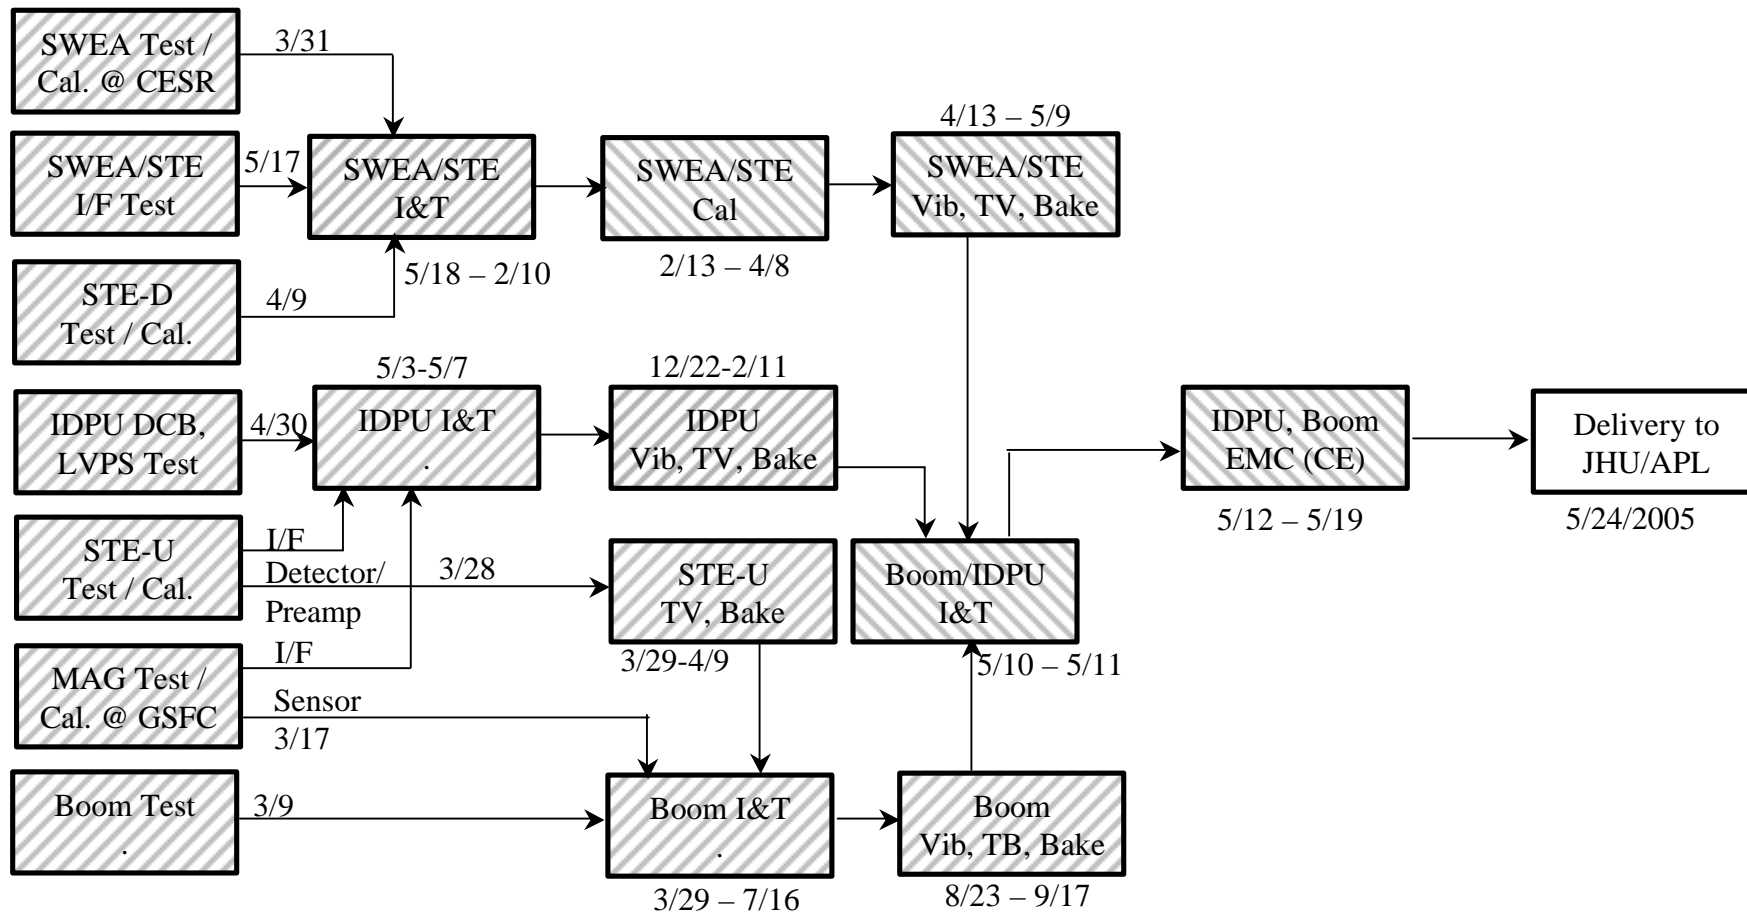 SWEA Test /
Cal. @ CESR
3/31
SWEA/STE
I/F Test
5/17
SWEA/STE
I&T
5/18 – 2/10
SWEA/STE
Cal
2/13 – 4/8
4/13 – 5/9
SWEA/STE
Vib, TV, Bake
STE-D
Test / Cal.
4/9
IDPU DCB,
LVPS Test
4/30
5/3-5/7
IDPU I&T
.
12/22-2/11
IDPU
Vib, TV, Bake
IDPU, Boom
EMC (CE)
5/12 – 5/19
Delivery to
JHU/APL
5/24/2005
STE-U
Test / Cal.
I/F
Detector/
Preamp
3/28
STE-U
TV, Bake
3/29-4/9
Boom/IDPU
I&T
5/10 – 5/11
MAG Test /
Cal. @ GSFC
I/F
Sensor
3/17
Boom Test
.
3/9
Boom I&T
.
3/29 – 7/16
Boom
Vib, TB, Bake
8/23 – 9/17